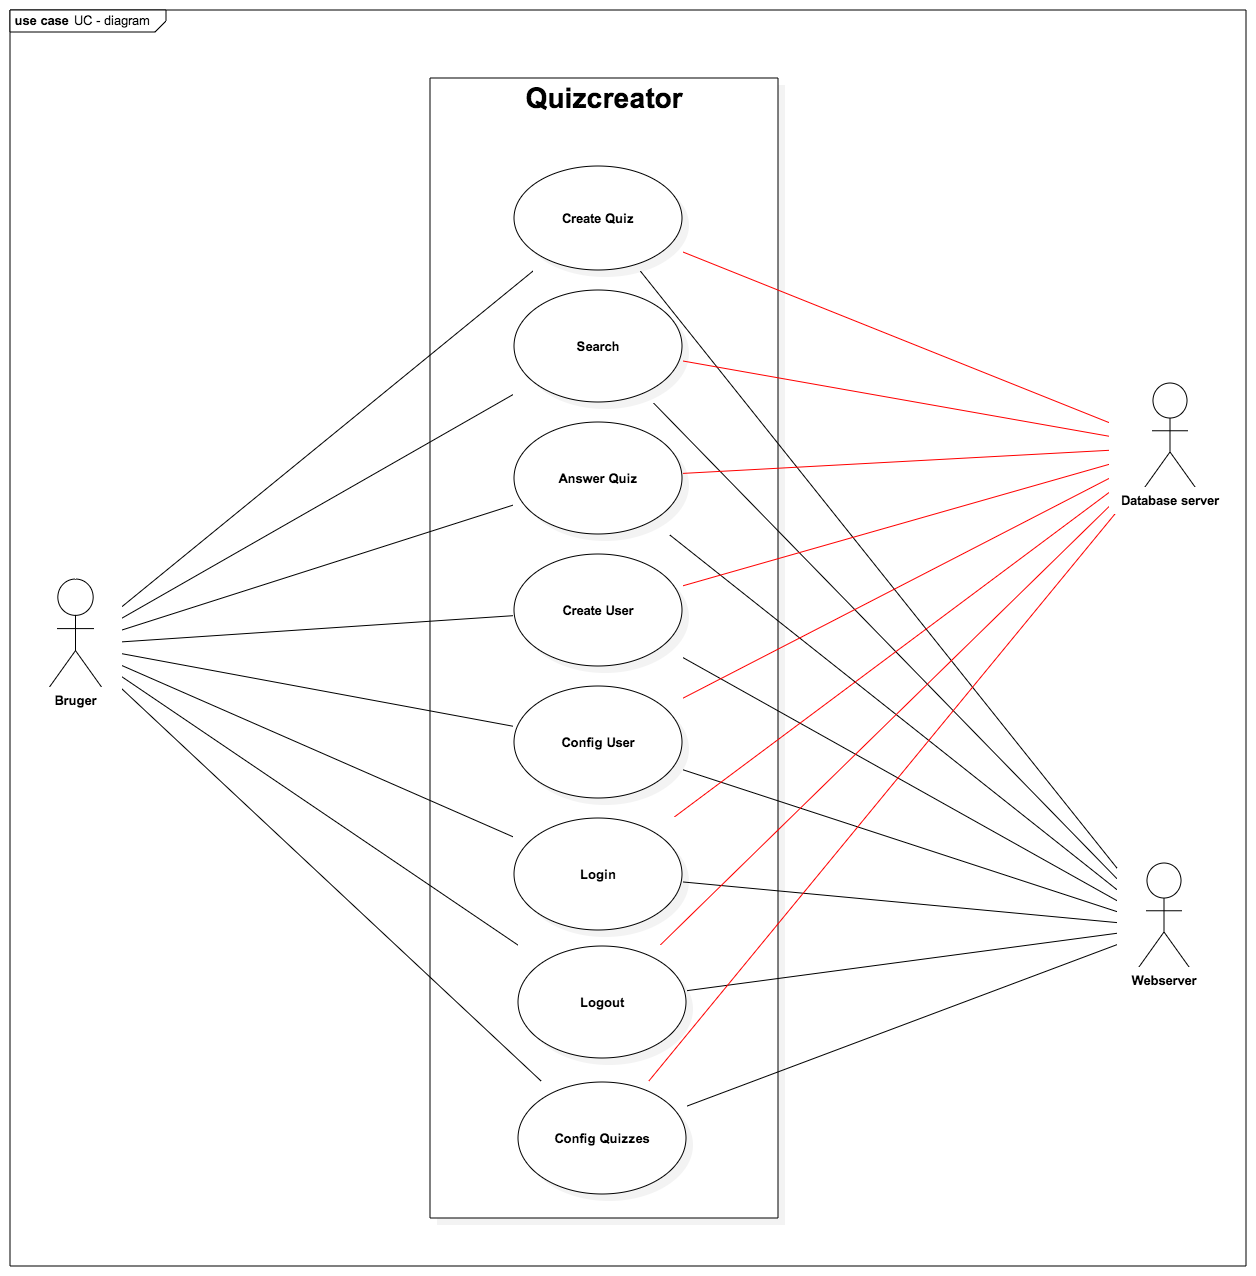 use case UC - diagram
Quizcreator
Create Quiz
Search
Answer Quiz
Create User
Config User
Login
Logout
Config Quizzes
Bruger
Database server
Webserver